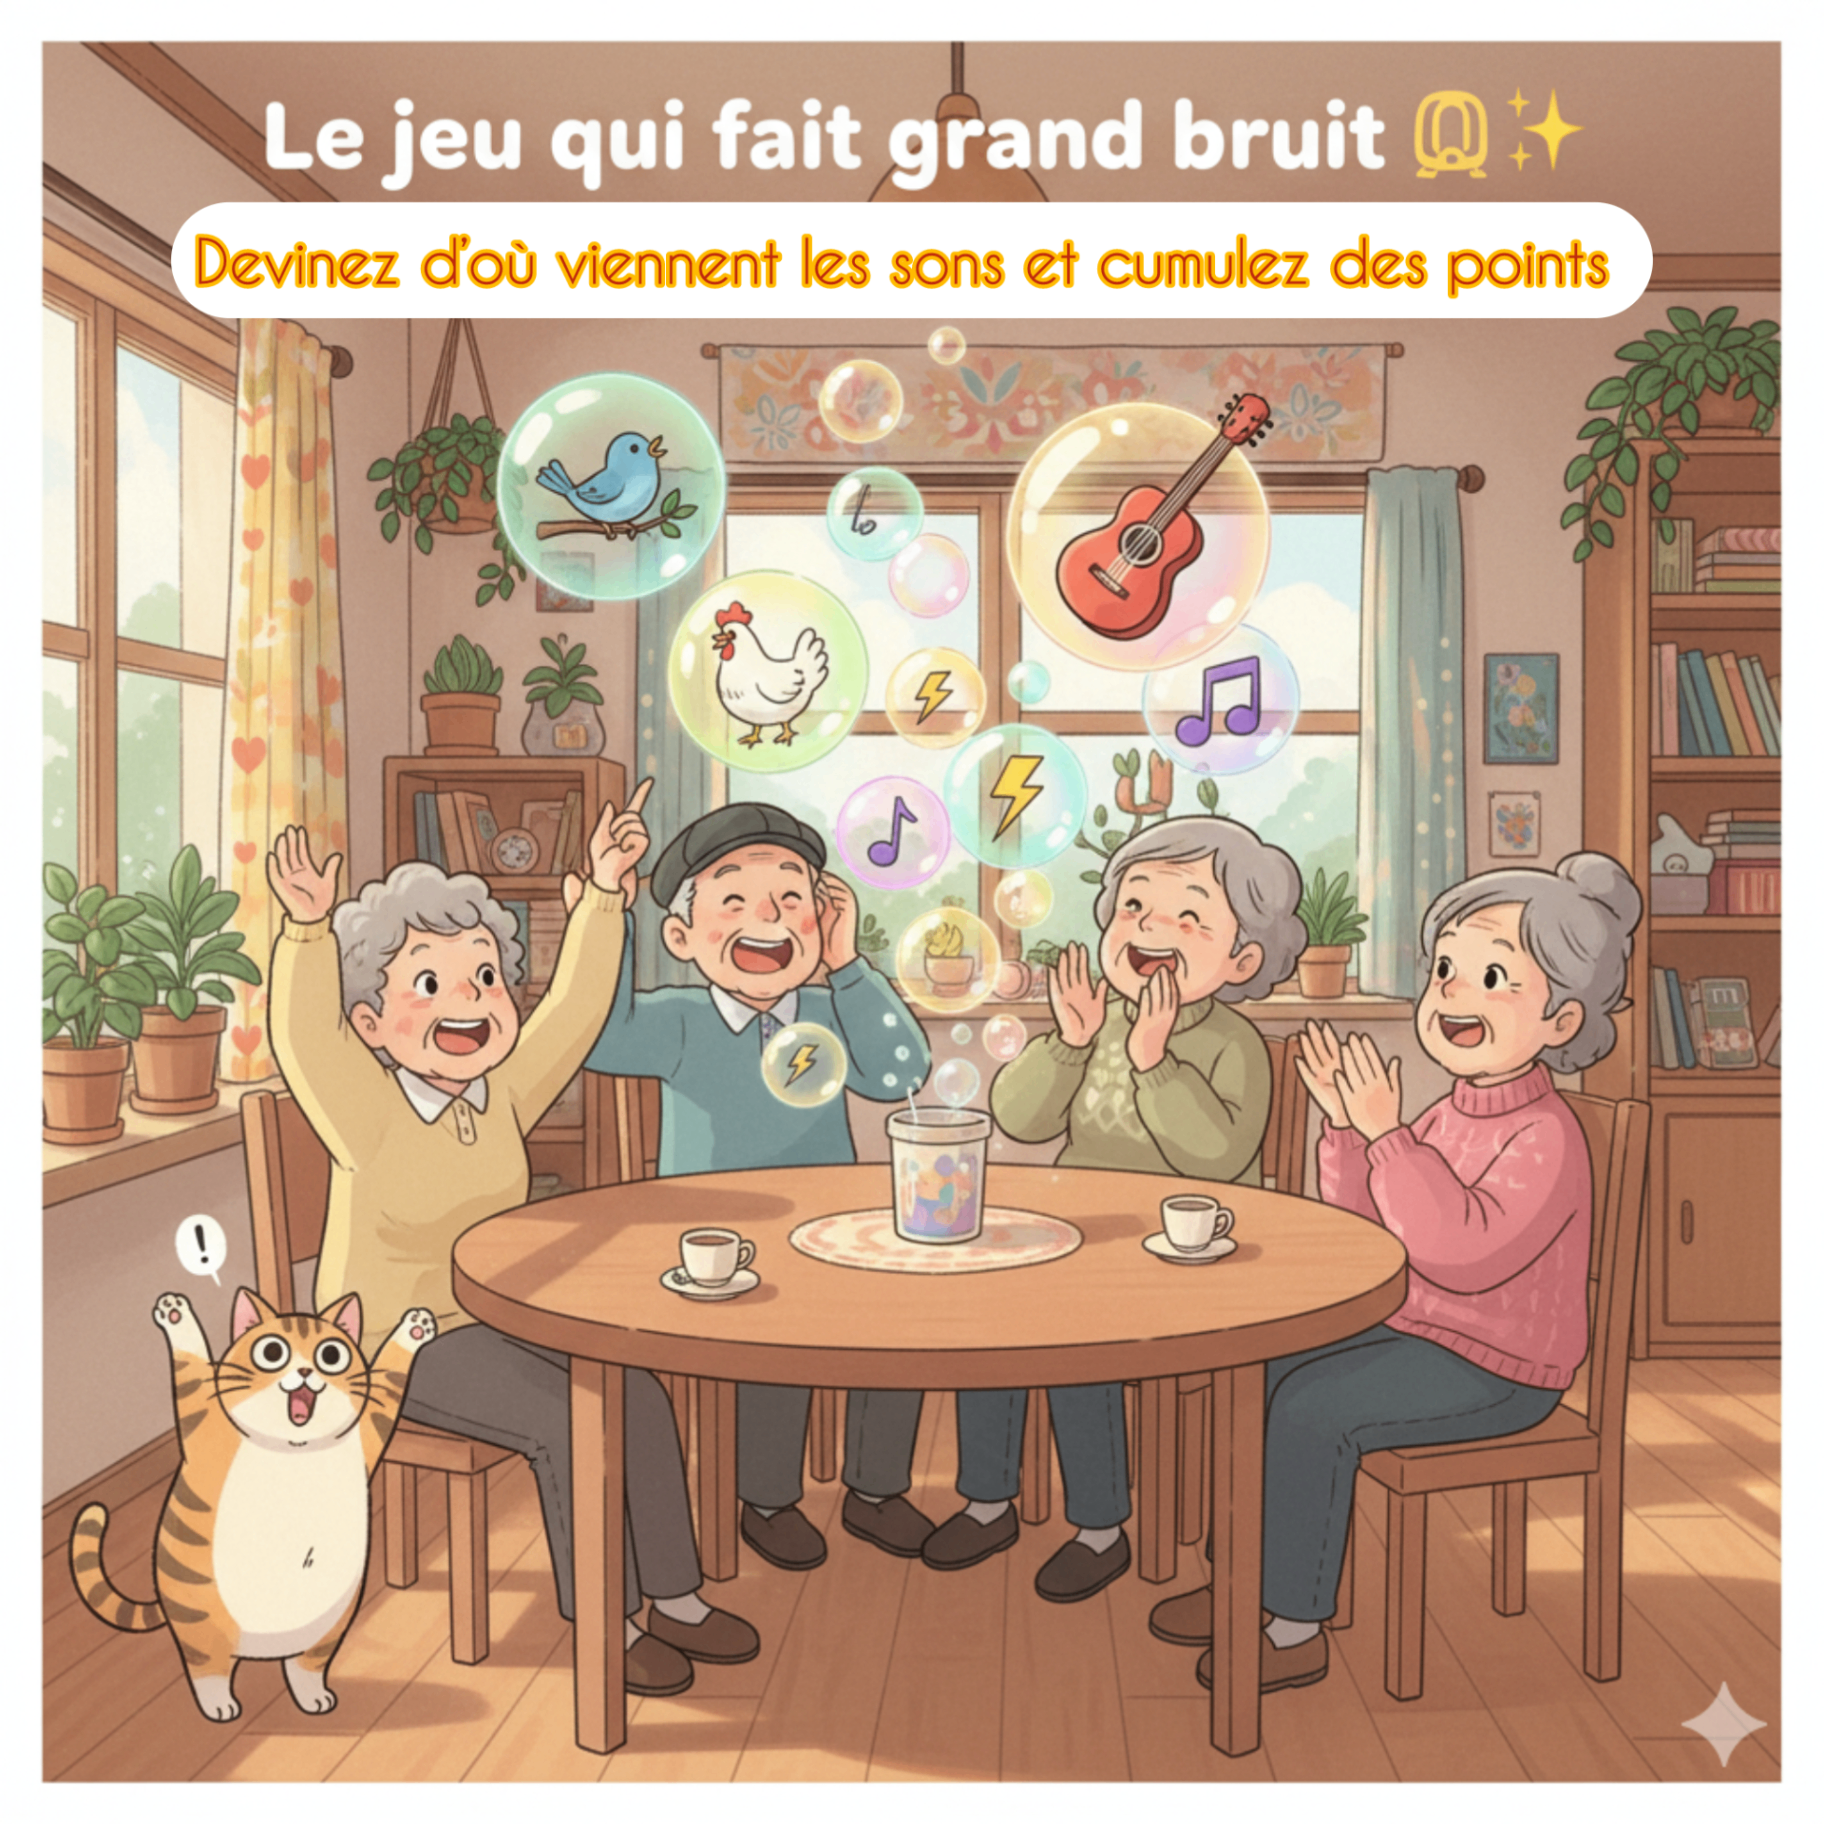 Le jeu qui fait grand bruit
Devinez d'où viennent les sons et cumulez des points
!